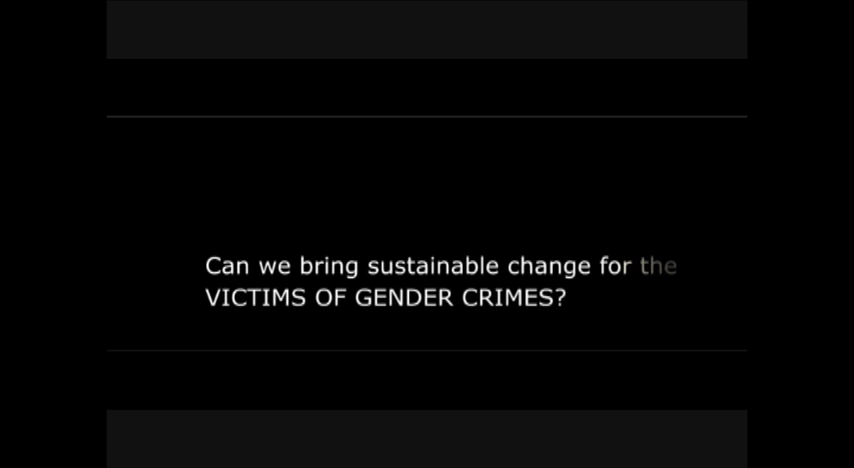 Can we bring sustainable change for the
VICTIMS OF GENDER CRIMES?